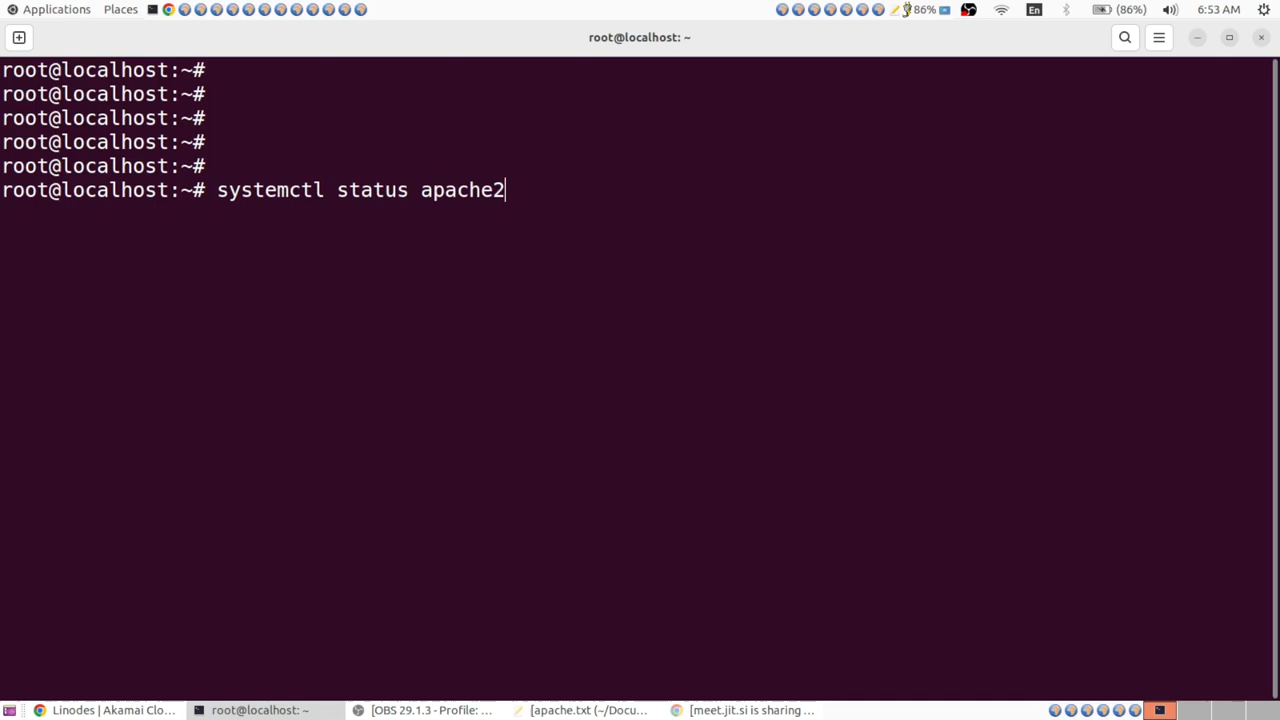 Applications Places 86% En (86%) 6:53 AM
root@localhost: ~
root@localhost:~#
root@localhost:~#
root@localhost:~#
root@localhost:~#
root@localhost:~#
root@localhost:~# systemctl status apache2
Linodes | Akamai Clo... root@localhost: ~ [OBS 29.1.3 - Profile: ... [apache.txt (~/Docu... [meet.jit.si is sharing ...